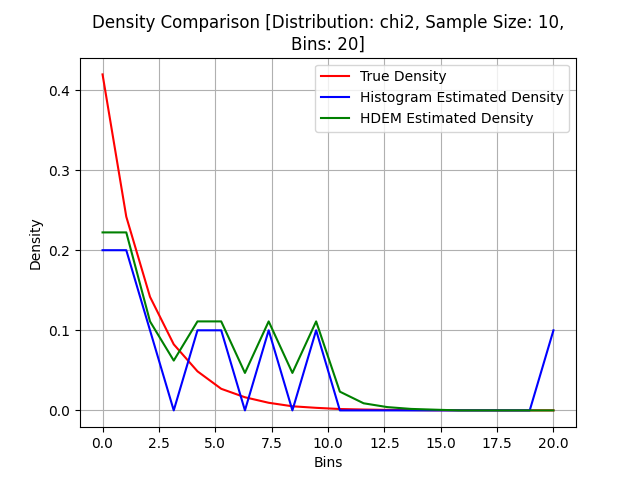 Density Comparison [Distribution: chi2, Sample Size: 10,
Bins: 20]
True Density
Histogram Estimated Density
HDEM Estimated Density
Density
0.4
0.3
0.2
0.1
0.0
0.0 2.5 5.0 7.5 10.0 12.5 15.0 17.5 20.0
Bins